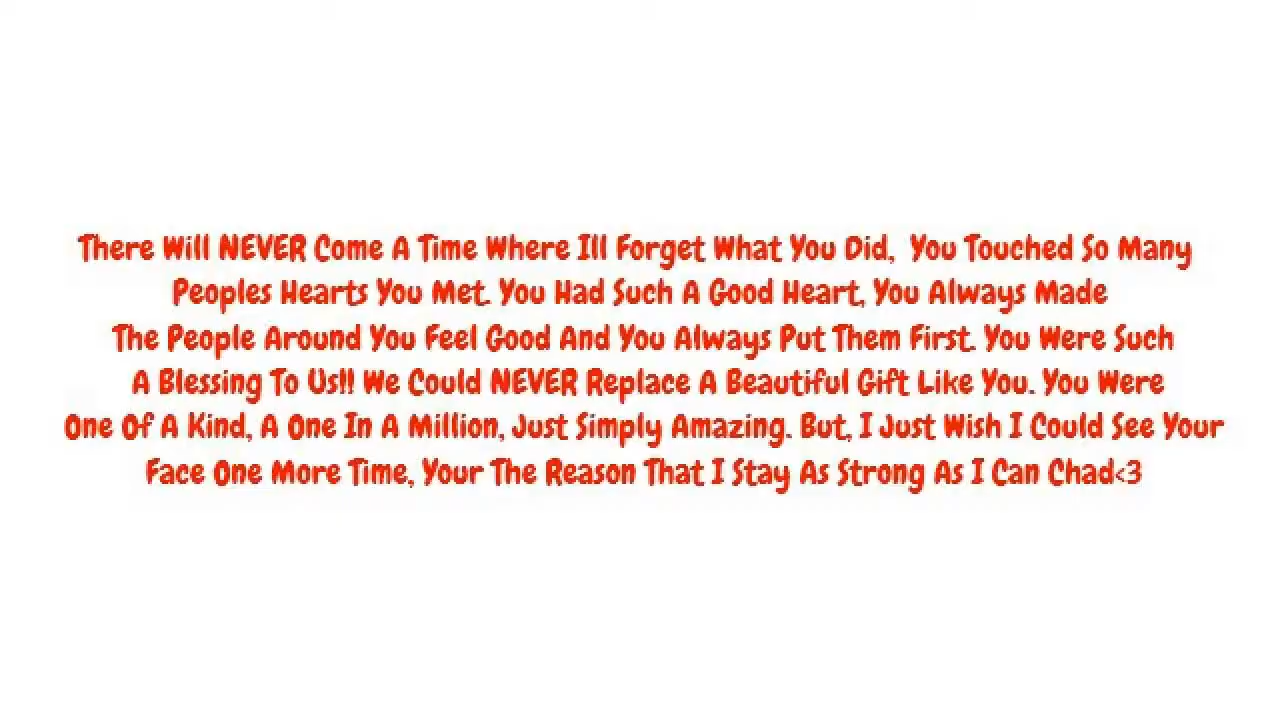 There Will NEVER Come A Time Where Ill Forget What You Did,  You Touched So Many
Peoples Hearts You Met. You Had Such A Good Heart, You Always Made
The People Around You Feel Good And You Always Put Them First. You Were Such
A Blessing To Us!! We Could NEVER Replace A Beautiful Gift Like You. You Were
One Of A Kind, A One In A Million, Just Simply Amazing. But, I Just Wish I Could See Your
Face One More Time, Your The Reason That I Stay As Strong As I Can Chad<3